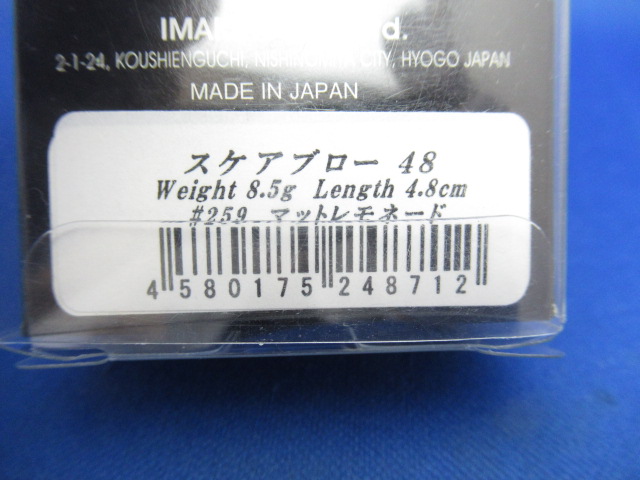 IMA d.
2-1-24, KOUSHIENGUCHI, CITY, HYOGO JAPAN
MADE IN JAPAN
スケアブロー 48
Weight 8.5g Length 4.8cm
#259 マットレモネード
4 580175 248712